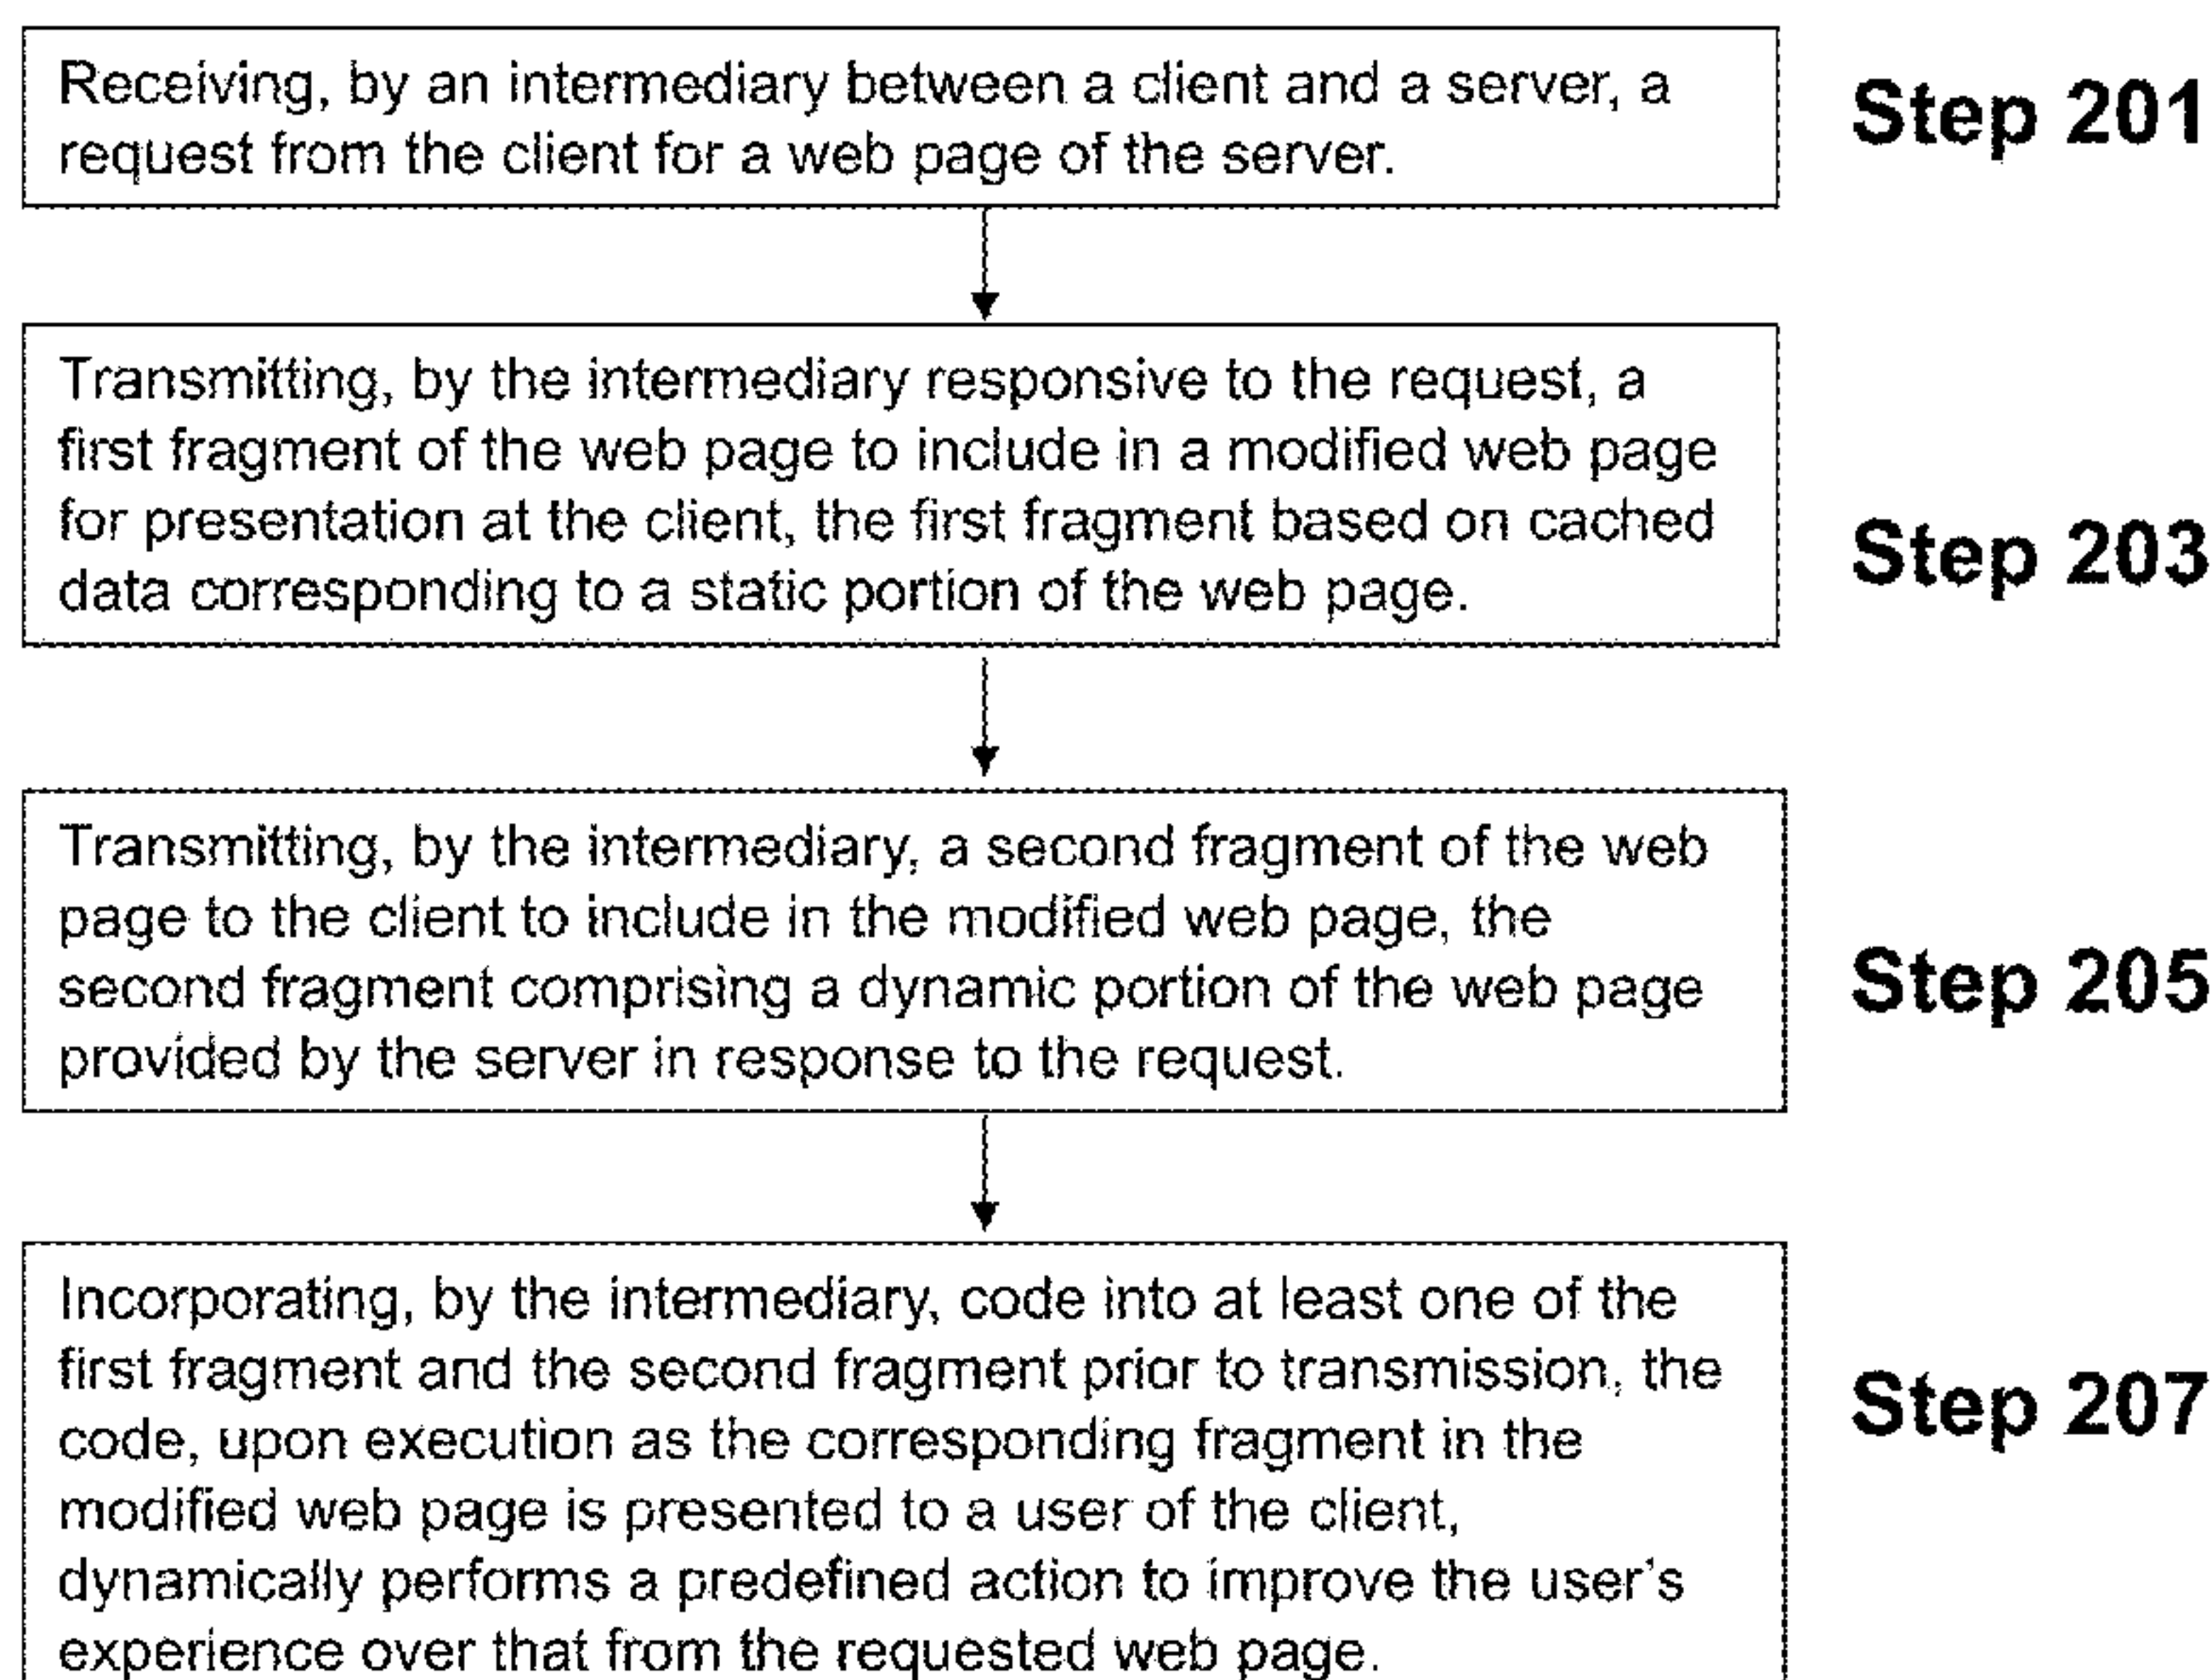 Receiving, by an intermediary between a client and a server, a
request from the client for a web page of the server.
Step 201
Transmitting, by the intermediary responsive to the request, a
first fragment of the web page to include in a modified web page
for presentation at the client, the first fragment based on cached
data corresponding to a static portion of the web page.
Step 203
Transmitting, by the intermediary, a second fragment of the web
page to the client to include in the modified web page, the
second fragment comprising a dynamic portion of the web page
provided by the server in response to the request.
Step 205
Incorporating, by the intermediary, code into at least one of the
first fragment and the second fragment prior to transmission, the
code, upon execution as the corresponding fragment in the
modified web page is presented to a user of the client,
dynamically performs a predefined action to improve the user's
experience over that from the requested web page.
Step 207